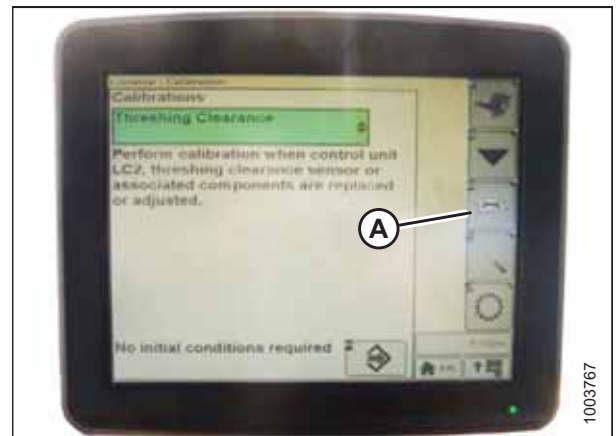 Calibrations
Threshing Clearance
Perform calibration when control unit
LC2, threshing clearance sensor or
associated components are replaced
or adjusted.
A
No initial conditions required
1003767